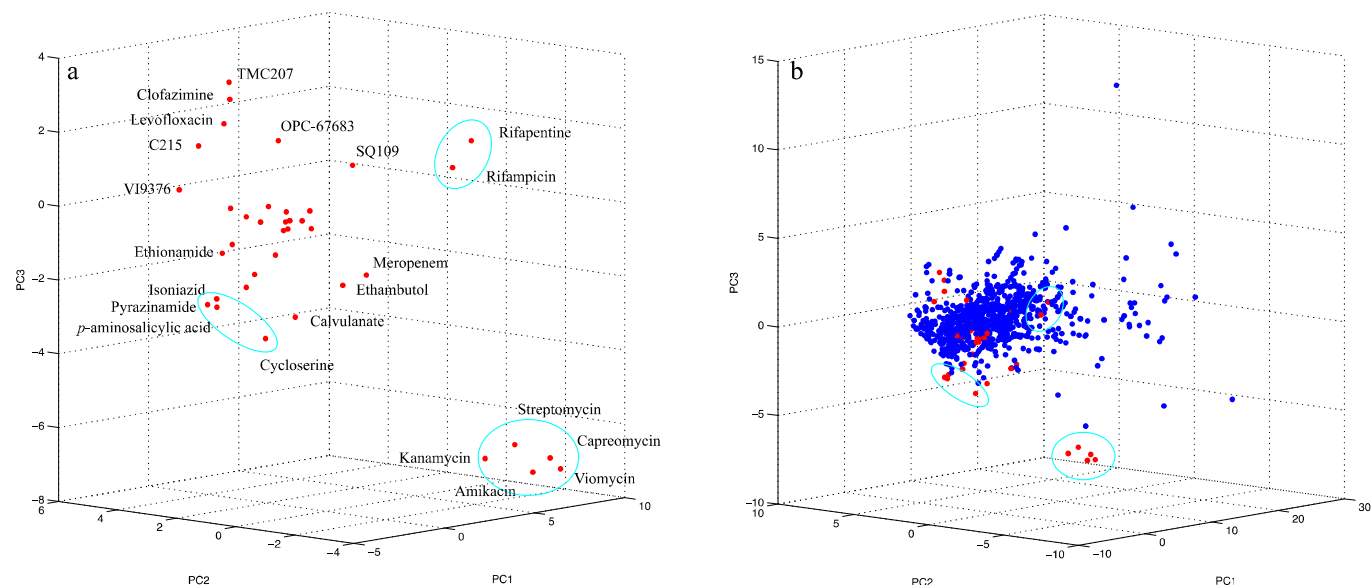 a
TMC207
Clofazimine
Levofloxacin
C215
OPC-67683
SQ109
VI9376
Rifapentine
Rifampicin
Ethionamide
Meropenem
Ethambutol
Isoniazid
Pyrazinamide
p-aminosalicylic acid
Calvulanate
Cycloserine
Streptomycin
Capreomycin
Kanamycin
Viomycin
Amikacin
4
2
0
−2
−4
−6
−8
PC3
6
4
2
0
−2
−4
PC2
−5
0
5
10
PC1
b
15
10
5
0
−5
−10
PC3
10
5
0
−5
−10
PC2
−10
0
10
20
30
PC1